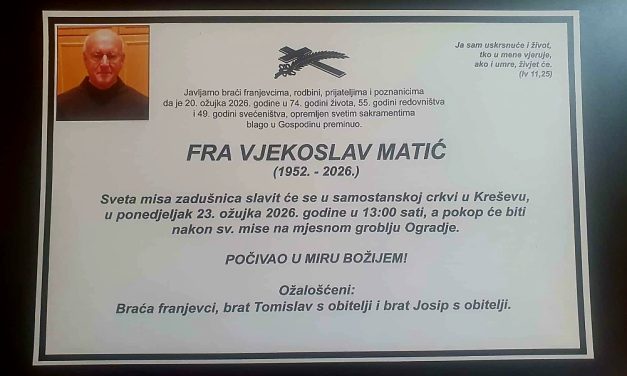 Ja sam uskrsnuće i život,
tko u mene vjeruje,
ako i umre, živjet će.
(Iv 11,25)
Javljamo braći franjevcima, rodbini, prijateljima i poznanicima
da je 20. ožujka 2026. godine u 74. godini života, 55. godini redovništva
i 49. godini svećeništva, opremljen svetim sakramentima
blago u Gospodinu preminuo.
FRA VJEKOSLAV MATIĆ
(1952. - 2026.)
Sveta misa zadušnica slavit će se u samostanskoj crkvi u Kreševu,
u ponedjeljak 23. ožujka 2026. godine u 13:00 sati, a pokop će biti
nakon sv. mise na mjesnom groblju Ogradje.
POČIVAO U MIRU BOŽIJEM!
Ožalošćeni:
Braća franjevci, brat Tomislav s obitelji i brat Josip s obitelji.